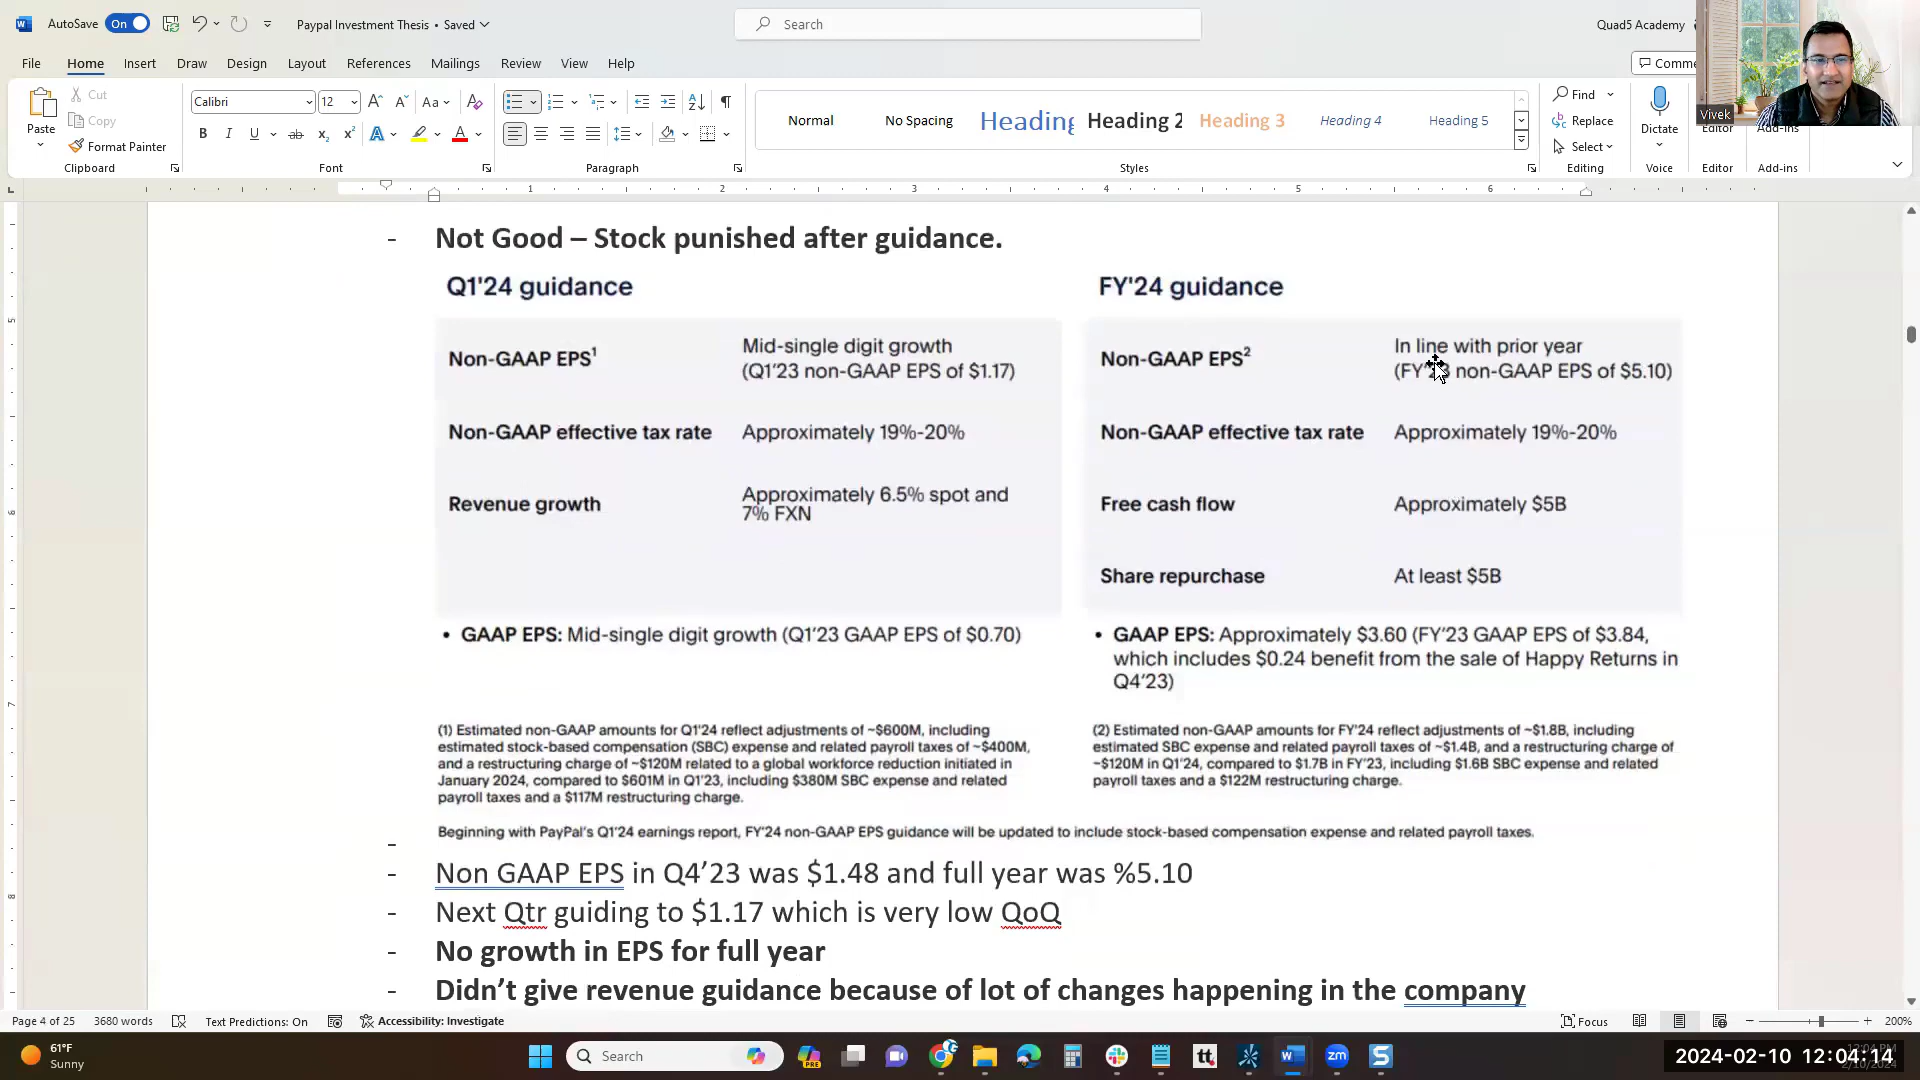 AutoSave On Paypal Investment Thesis • Saved Search Quad5 Academy
File Home Insert Draw Design Layout References Mailings Review View Help
Paste Cut Copy Format Painter
Clipboard
Calibri 12
Font
Paragraph
Normal No Spacing Heading Heading 2 Heading 3 Heading 4 Heading 5
Styles
Find
Replace
Select
Editing
Dictate
Voice
Editor
Editor
Add-ins
Add-ins
Vivek
- Not Good – Stock punished after guidance.
Q1'24 guidance
Non-GAAP EPS¹ Mid-single digit growth
(Q1'23 non-GAAP EPS of $1.17)
Non-GAAP effective tax rate Approximately 19%-20%
Revenue growth Approximately 6.5% spot and
7% FXN
• GAAP EPS: Mid-single digit growth (Q1'23 GAAP EPS of $0.70)
(1) Estimated non-GAAP amounts for Q1'24 reflect adjustments of ~$600M, including
estimated stock-based compensation (SBC) expense and related payroll taxes of ~$400M,
and a restructuring charge of ~$120M related to a global workforce reduction initiated in
January 2024, compared to $601M in Q1'23, including $380M SBC expense and related
payroll taxes and a $117M restructuring charge.
FY'24 guidance
Non-GAAP EPS² In line with prior year
(FY'23 non-GAAP EPS of $5.10)
Non-GAAP effective tax rate Approximately 19%-20%
Free cash flow Approximately $5B
Share repurchase At least $5B
• GAAP EPS: Approximately $3.60 (FY'23 GAAP EPS of $3.84,
which includes $0.24 benefit from the sale of Happy Returns in
Q4'23)
(2) Estimated non-GAAP amounts for FY'24 reflect adjustments of ~$1.8B, including
estimated SBC expense and related payroll taxes of ~$1.4B, and a restructuring charge of
~$120M in Q1'24, compared to $1.7B in FY'23, including $1.6B SBC expense and related
payroll taxes and a $122M restructuring charge.
Beginning with PayPal's Q1'24 earnings report, FY'24 non-GAAP EPS guidance will be updated to include stock-based compensation expense and related payroll taxes.
-
- Non GAAP EPS in Q4’23 was $1.48 and full year was %5.10
- Next Qtr guiding to $1.17 which is very low QoQ
- No growth in EPS for full year
- Didn’t give revenue guidance because of lot of changes happening in the company
Page 4 of 25 3680 words Text Predictions: On Accessibility: Investigate Focus 200%
61°F
Sunny
Search
2024-02-10 12:04:14